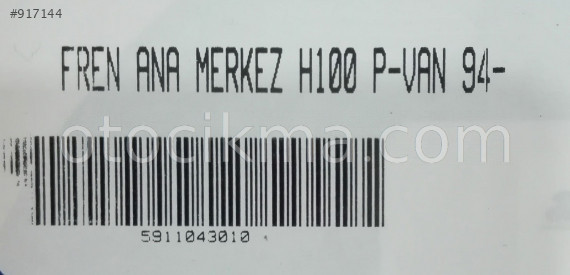 #917144
FREN ANA MERKEZ H100 P-VAN 94-
otocikma.com
5911043010